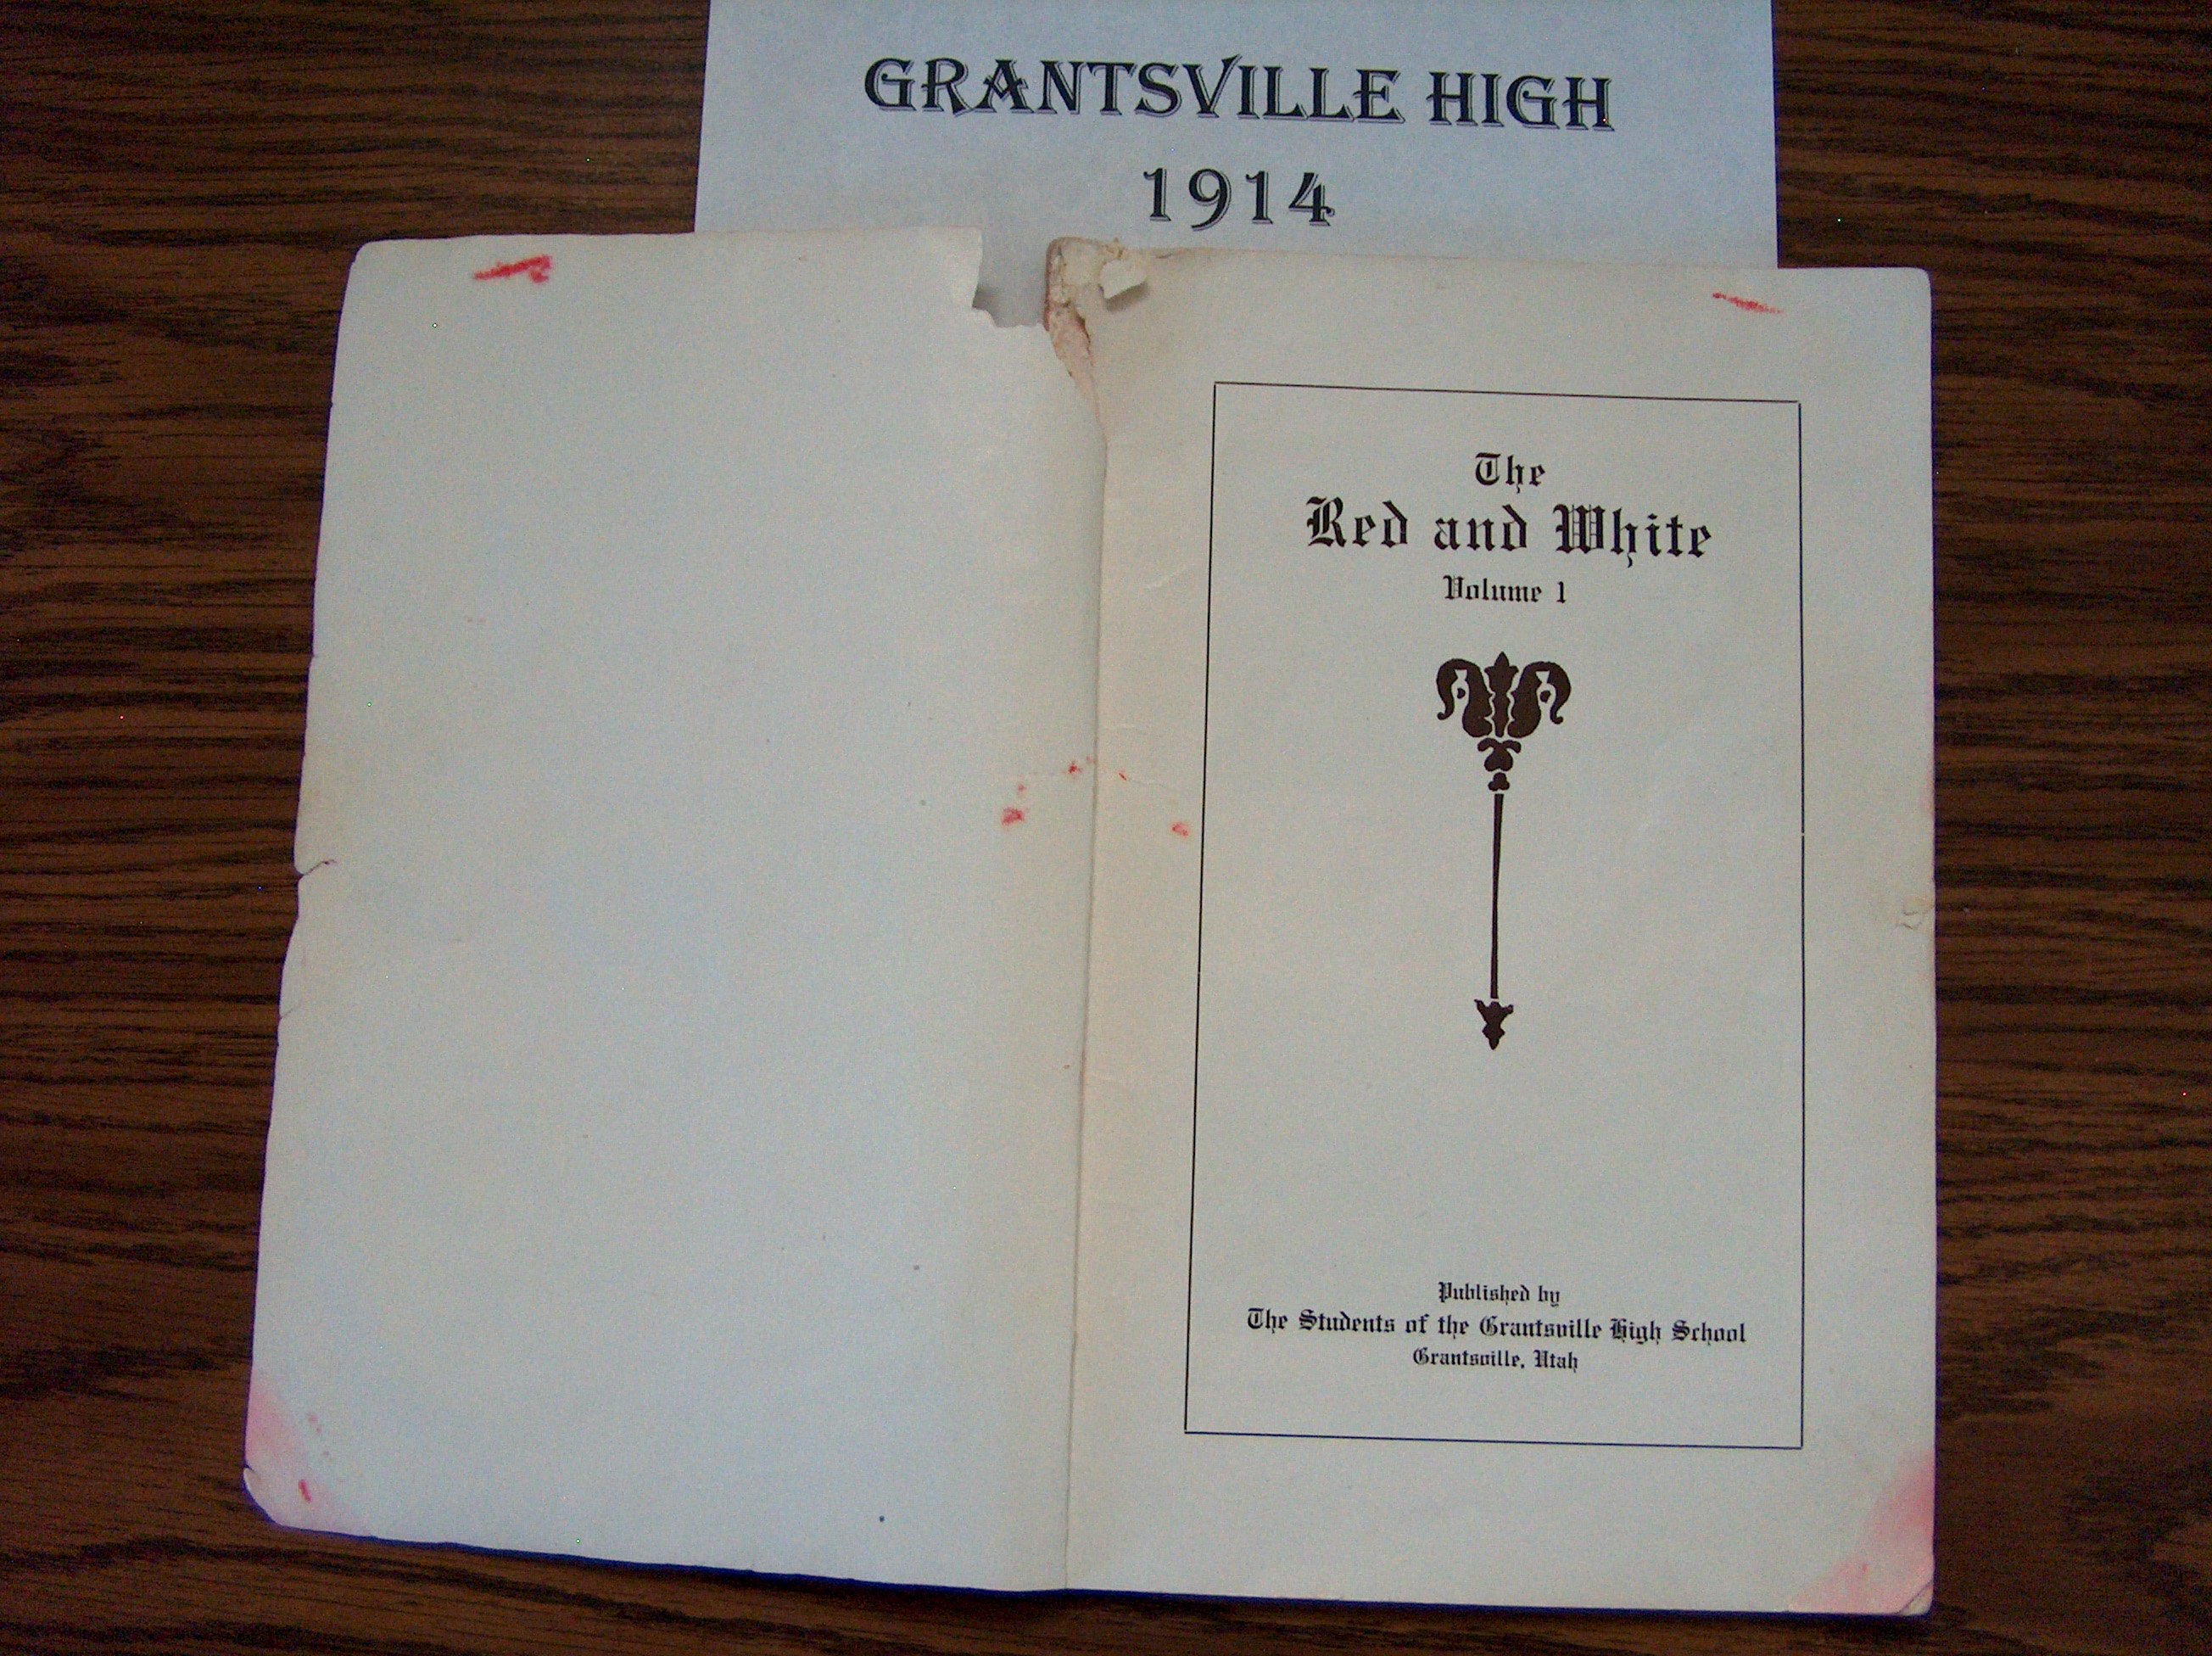 GRANTSVILLE HIGH
1914
The
Red and White
Volume 1
Published by
The Students of the Grantsville High School
Grantsville, Utah